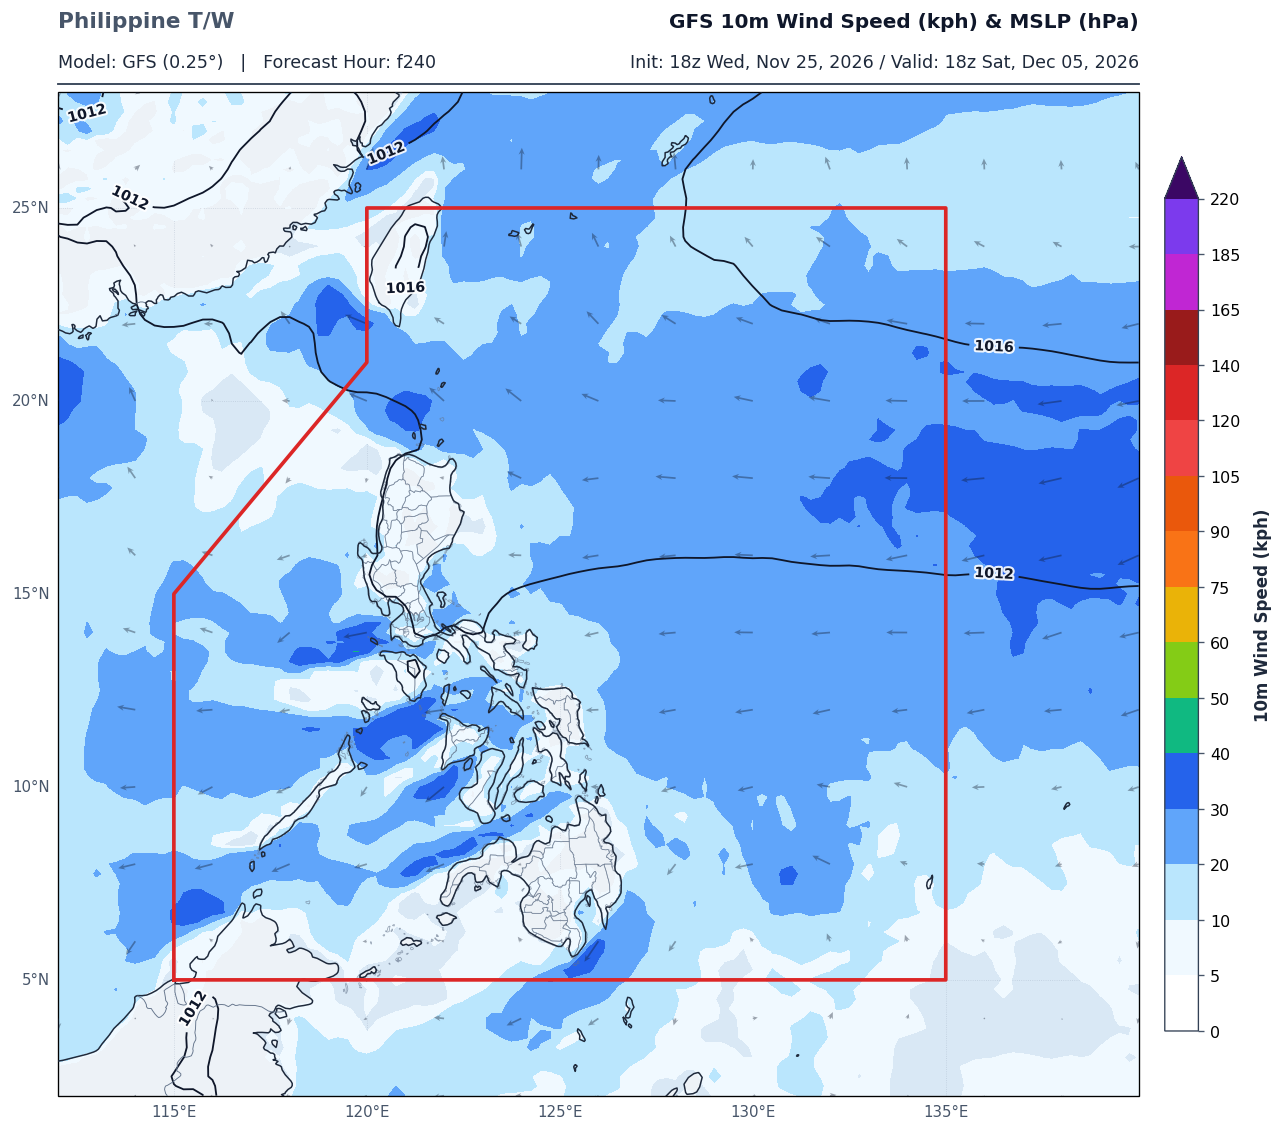 Philippine T/W
GFS 10m Wind Speed (kph) & MSLP (hPa)
Model: GFS (0.25°) | Forecast Hour: f240
Init: 18z Wed, Nov 25, 2026 / Valid: 18z Sat, Dec 05, 2026
1012
1012
1012
1016
1016
1012
1012
25°N
20°N
15°N
10°N
5°N
115°E
120°E
125°E
130°E
135°E
220
185
165
140
120
105
90
75
60
50
40
30
20
10
5
0
10m Wind Speed (kph)